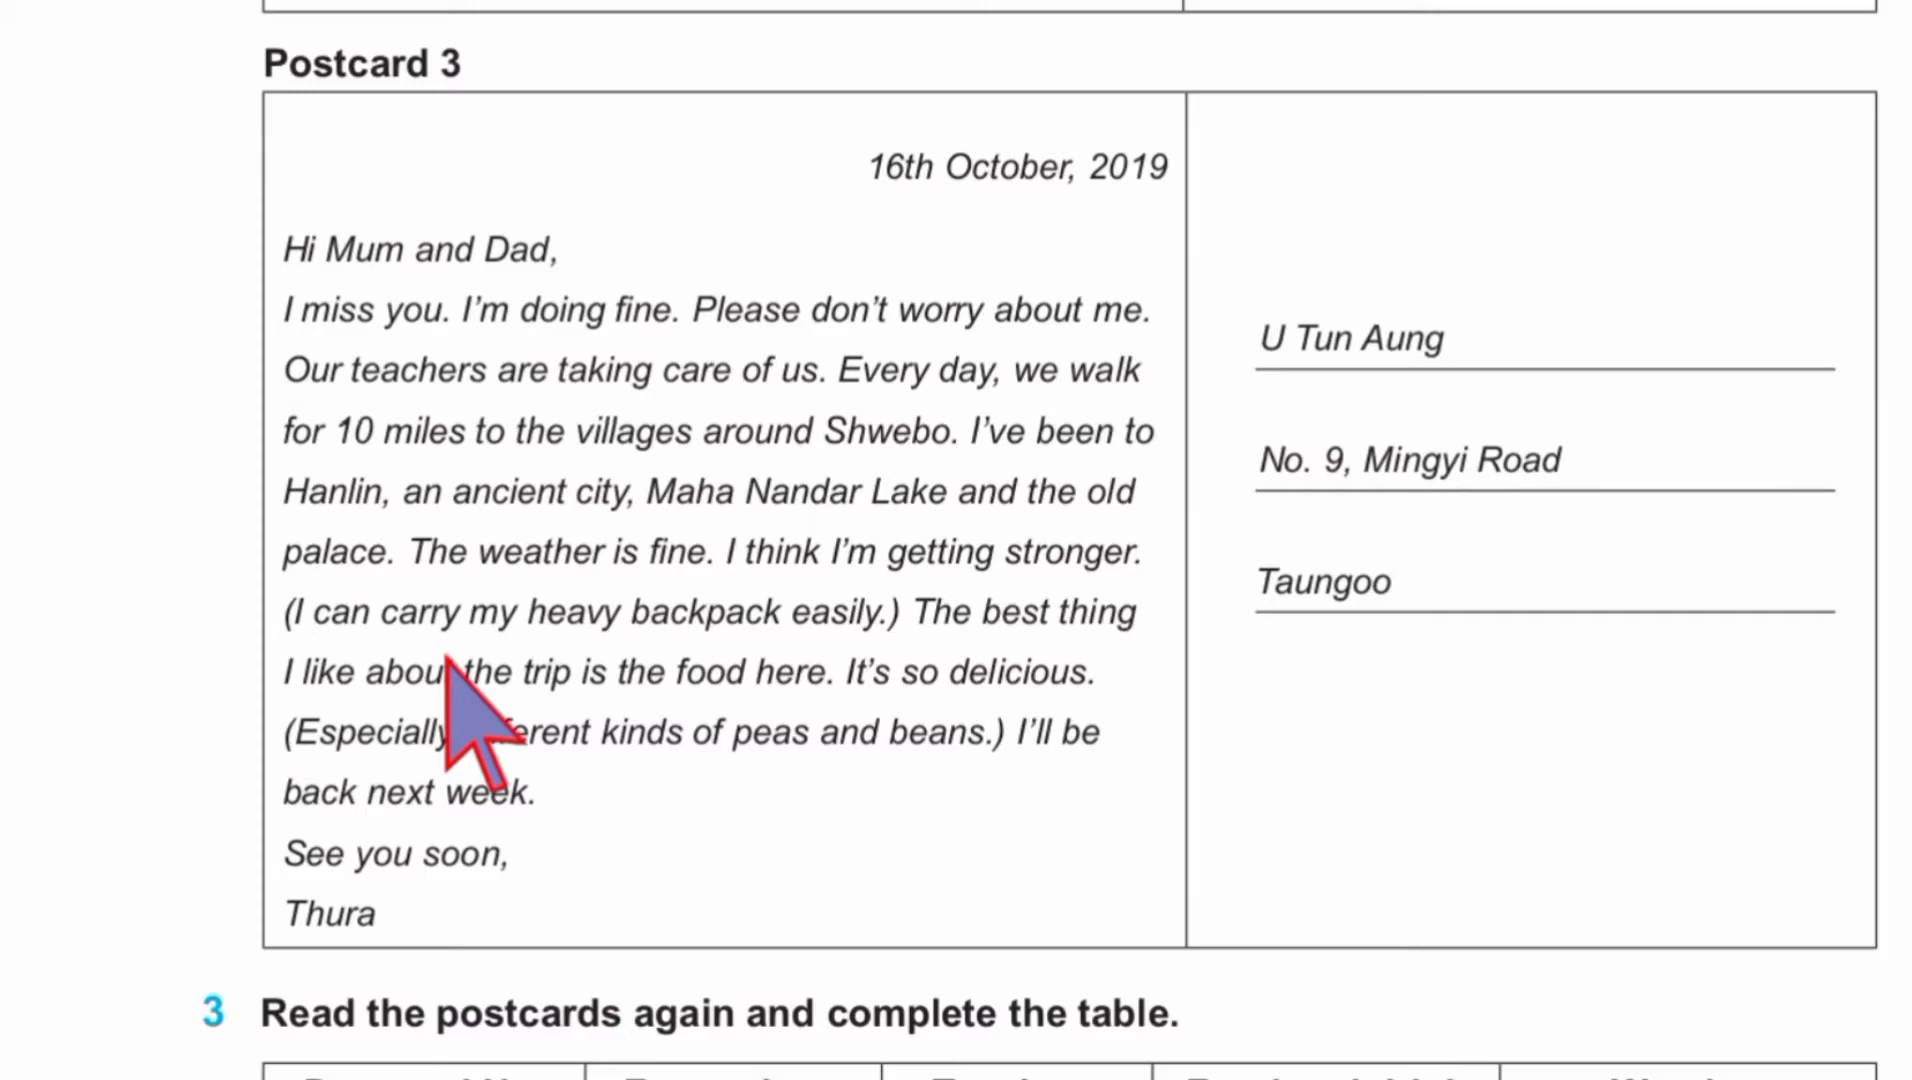 Postcard 3
16th October, 2019
Hi Mum and Dad,
I miss you. I'm doing fine. Please don't worry about me.
Our teachers are taking care of us. Every day, we walk
for 10 miles to the villages around Shwebo. I've been to
Hanlin, an ancient city, Maha Nandar Lake and the old
palace. The weather is fine. I think I'm getting stronger.
(I can carry my heavy backpack easily.) The best thing
I like about the trip is the food here. It's so delicious.
(Especially kinds of peas and beans.) I'll be
back next week.
See you soon,
Thura
U Tun Aung
No. 9, Mingyi Road
Taungoo
3 Read the postcards again and complete the table.